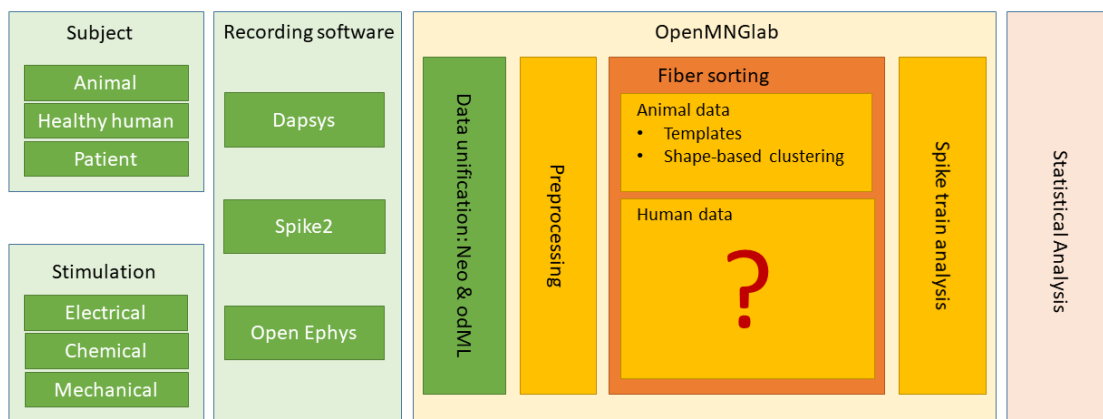 Subject
Animal
Healthy human
Patient
Stimulation
Electrical
Chemical
Mechanical
Recording software
Dapsys
Spike2
Open Ephys
OpenMNGlab
Data unification: Neo & odML
Preprocessing
Fiber sorting
Animal data
• Templates
• Shape-based clustering
Human data
?
Spike train analysis
Statistical Analysis